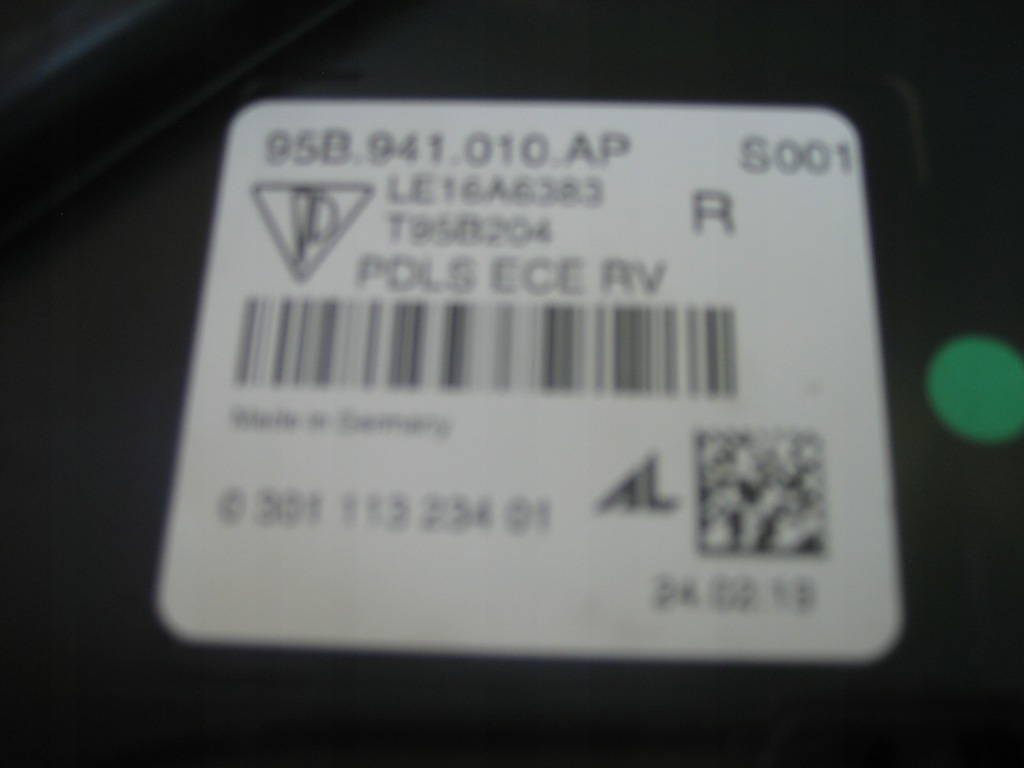 95B.941.010.AP S001
LE16A6383
R
T95B204
PDLS ECE RV
Made in Germany
0 301 113 234 01
AL
24.02.19